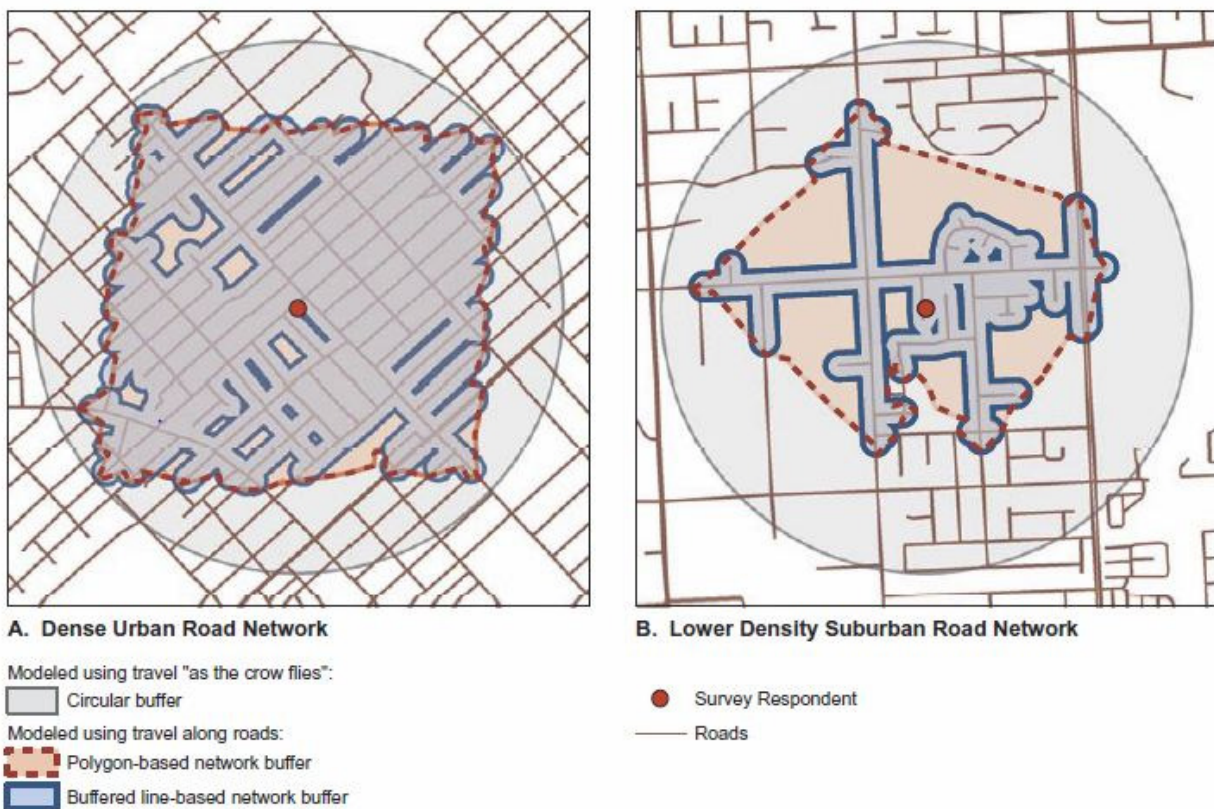 A. Dense Urban Road Network
B. Lower Density Suburban Road Network
Modeled using travel "as the crow flies":
Circular buffer
Modeled using travel along roads:
Polygon-based network buffer
Buffered line-based network buffer
Survey Respondent
Roads